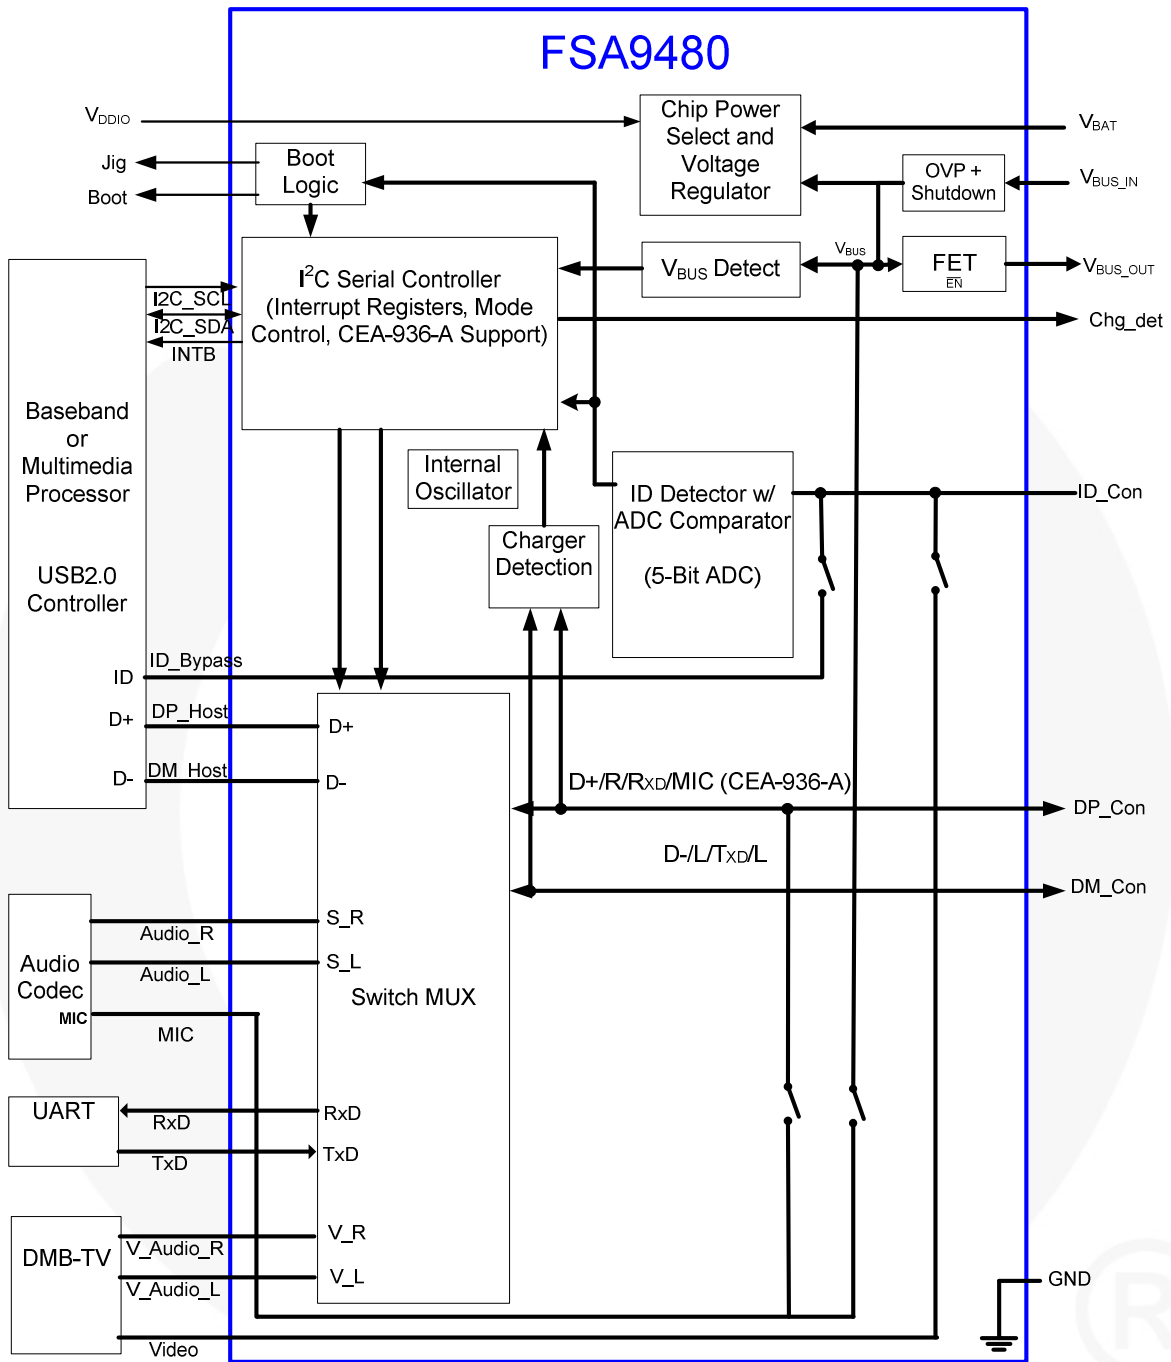 FSA9480
VDDIO
Jig
Boot
Boot
Logic
Chip Power
Select and
Voltage
Regulator
VBAT
OVP +
Shutdown
VBUS_IN
VBUS Detect
VBUS
FET
EN
VBUS_OUT
I2C Serial Controller
(Interrupt Registers, Mode
Control, CEA-936-A Support)
I2C_SCL
I2C_SDA
INTB
Chg_det
Baseband
or
Multimedia
Processor
USB2.0
Controller
Internal
Oscillator
Charger
Detection
ID Detector w/
ADC Comparator
(5-Bit ADC)
ID_Con
ID
ID_Bypass
D+
DP_Host
D+
D-
DM_Host
D-
D+/R/RXD/MIC (CEA-936-A)
DP_Con
D-/L/TXD/L
DM_Con
Audio
Codec
MIC
Audio_R
S_R
Audio_L
S_L
MIC
Switch MUX
UART
RxD
RxD
TxD
TxD
DMB-TV
V_Audio_R
V_R
V_Audio_L
V_L
Video
GND
®